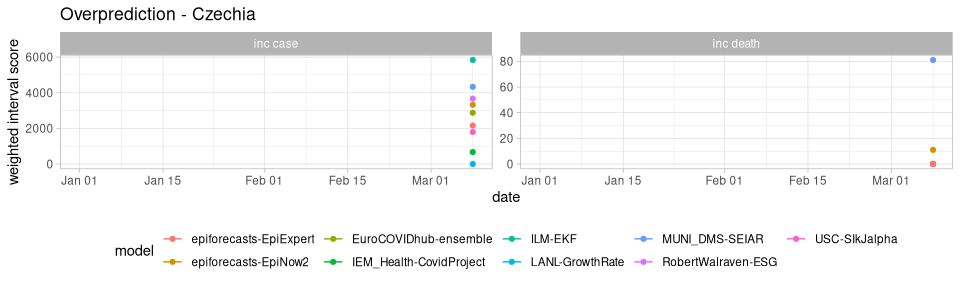 Overprediction - Czechia
inc case
inc death
weighted interval score
6000
4000
2000
0
80
60
40
20
0
Jan 01 Jan 15 Feb 01 Feb 15 Mar 01
Jan 01 Jan 15 Feb 01 Feb 15 Mar 01
date
model
epiforecasts-EpiExpert EuroCOVIDhub-ensemble ILM-EKF MUNI_DMS-SEIAR USC-SIkJalpha
epiforecasts-EpiNow2 IEM_Health-CovidProject LANL-GrowthRate RobertWalraven-ESG